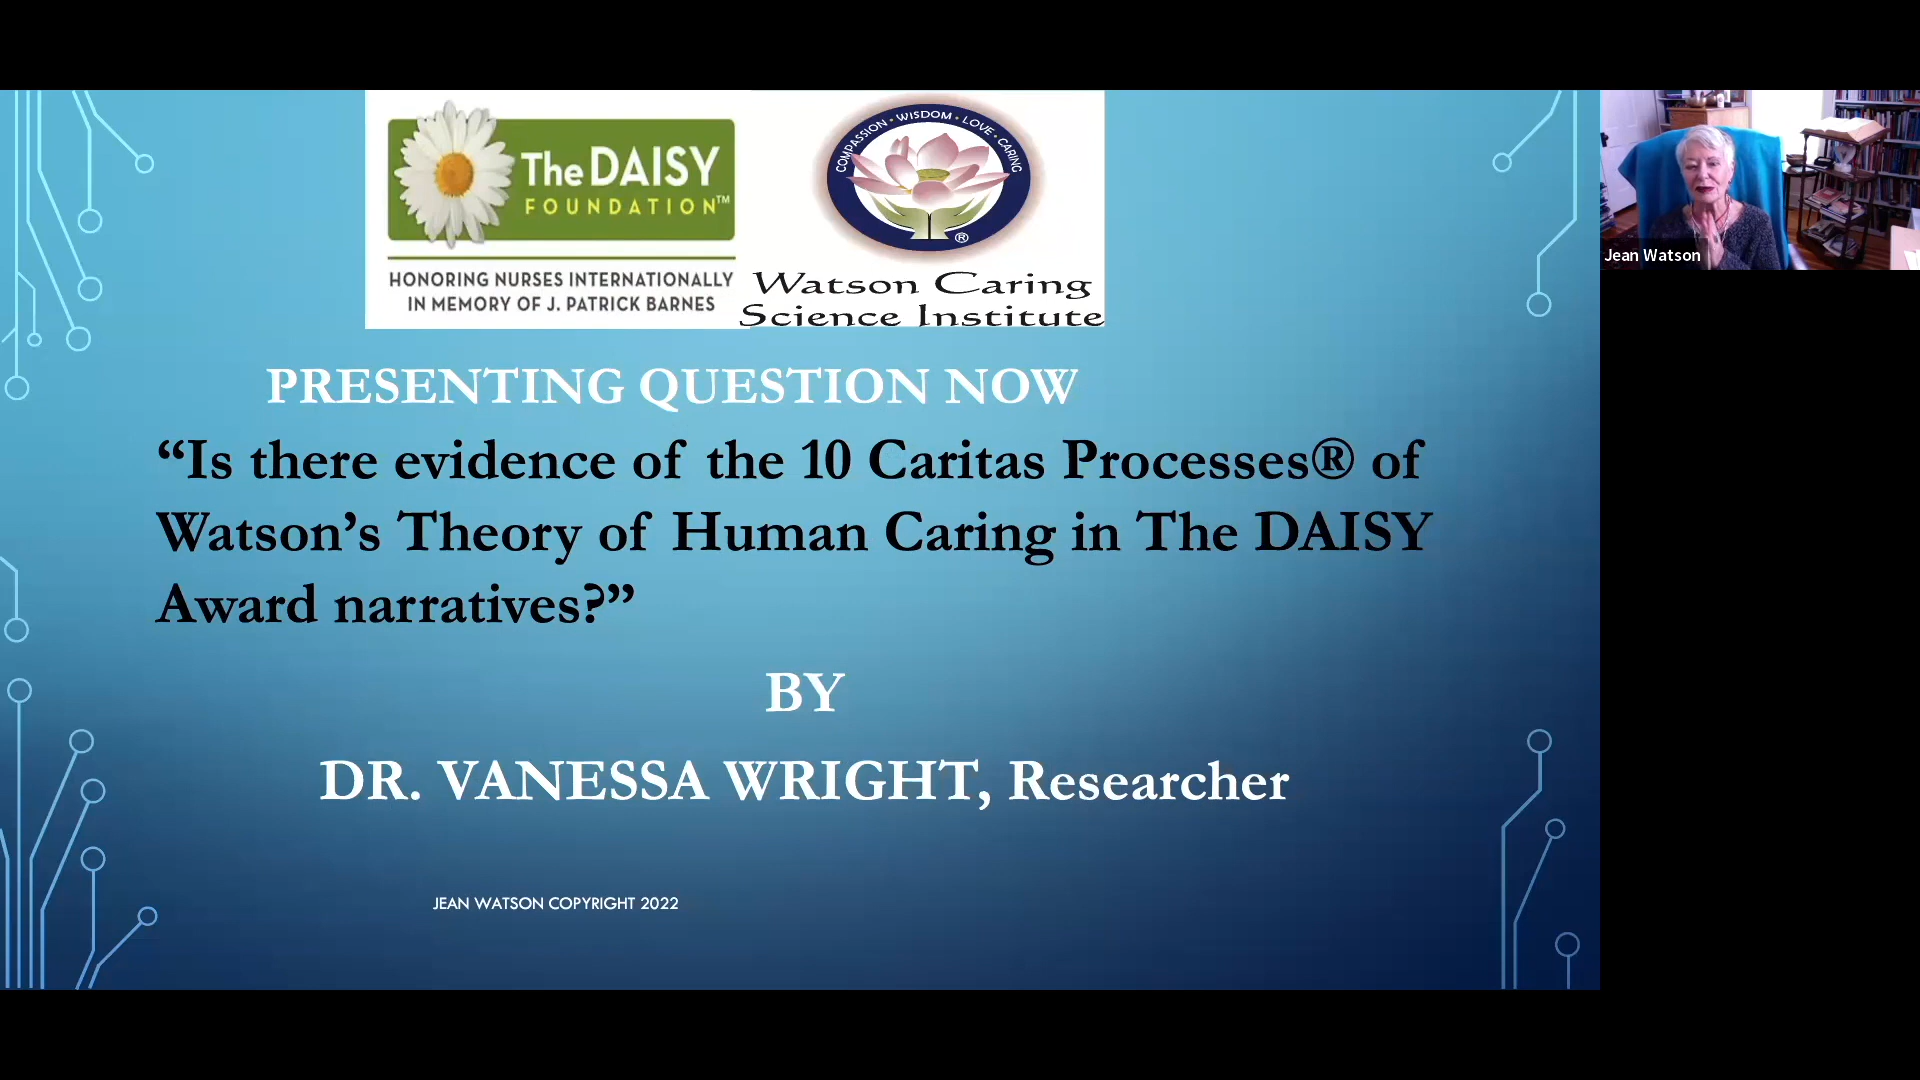 The DAISY
FOUNDATION™
HONORING NURSES INTERNATIONALLY
IN MEMORY OF J. PATRICK BARNES
COMPASSION • WISDOM • LOVE • CARING
®
Watson Caring
Science Institute
Jean Watson
PRESENTING QUESTION NOW
“Is there evidence of the 10 Caritas Processes® of
Watson’s Theory of Human Caring in The DAISY
Award narratives?”
BY
DR. VANESSA WRIGHT, Researcher
JEAN WATSON COPYRIGHT 2022